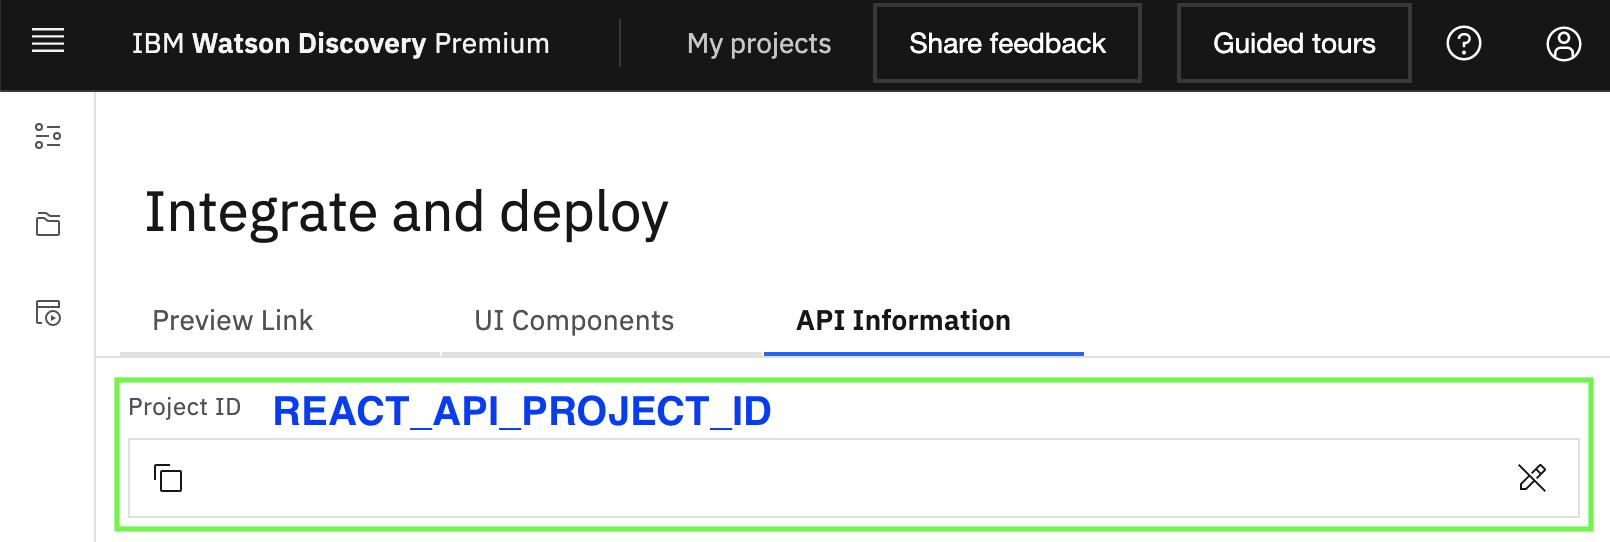 IBM Watson Discovery Premium
My projects
Share feedback
Guided tours
Integrate and deploy
Preview Link
UI Components
API Information
Project ID
REACT_API_PROJECT_ID